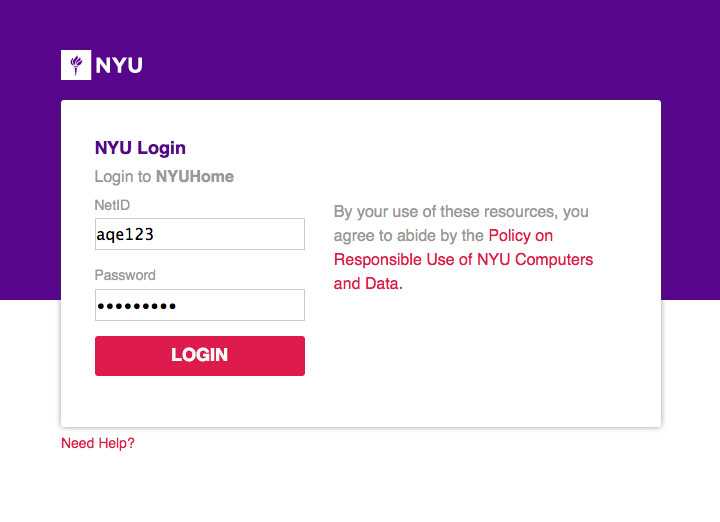 NYU
NYU Login
Login to NYUHome
NetID
aqe123
Password
•••••••••
LOGIN
By your use of these resources, you
agree to abide by the Policy on
Responsible Use of NYU Computers
and Data.
Need Help?